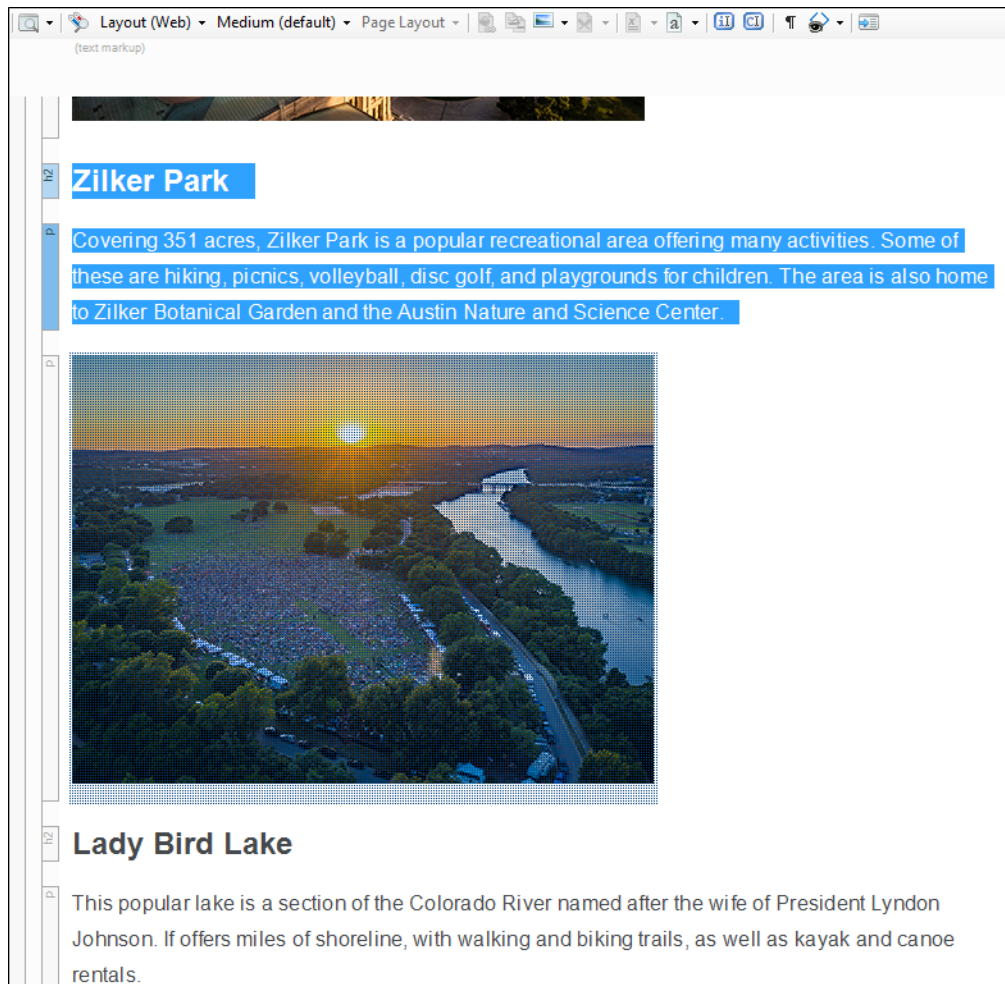 Layout (Web) Medium (default) Page Layout
(text markup)
h2
Zilker Park
p
Covering 351 acres, Zilker Park is a popular recreational area offering many activities. Some of
these are hiking, picnics, volleyball, disc golf, and playgrounds for children. The area is also home
to Zilker Botanical Garden and the Austin Nature and Science Center.
p
h2
Lady Bird Lake
p
This popular lake is a section of the Colorado River named after the wife of President Lyndon
Johnson. If offers miles of shoreline, with walking and biking trails, as well as kayak and canoe
rentals.